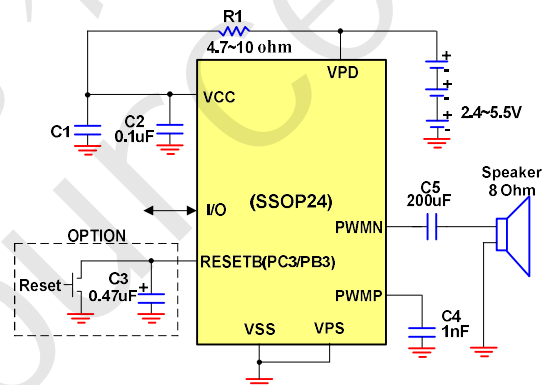 R1
4.7~10 ohm
VPD
VCC
C1
C2
0.1uF
+
-
+
-
+
-
2.4~5.5V
Speaker
8 Ohm
C5
200uF
I/O
(SSOP24)
PWMN
OPTION
RESETB(PC3/PB3)
Reset
C3
0.47uF
+
PWMP
C4
1nF
VSS
VPS